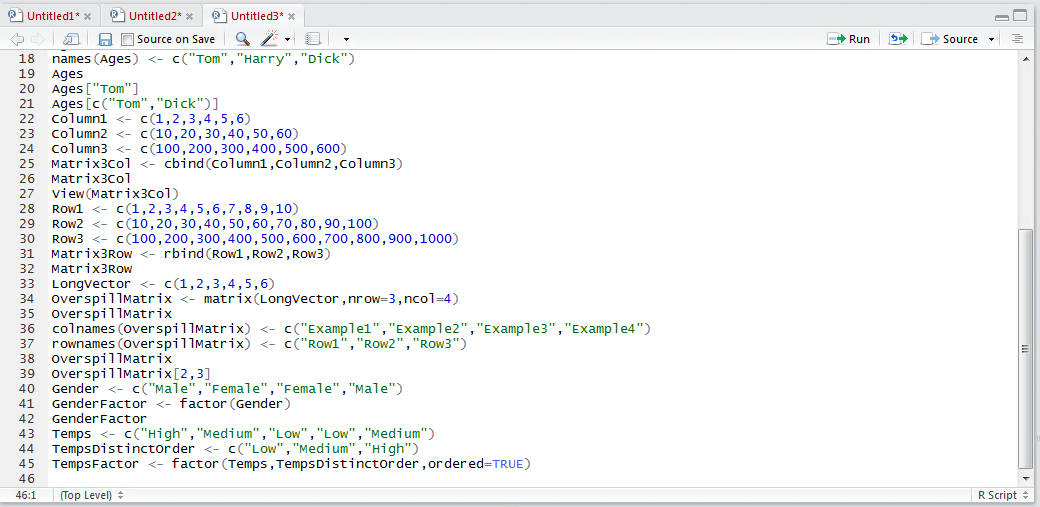 Untitled1* Untitled2* Untitled3*
Source on Save Run Source
18 names(Ages) <- c("Tom","Harry","Dick")
19 Ages
20 Ages["Tom"]
21 Ages[c("Tom","Dick")]
22 Column1 <- c(1,2,3,4,5,6)
23 Column2 <- c(10,20,30,40,50,60)
24 Column3 <- c(100,200,300,400,500,600)
25 Matrix3Col <- cbind(Column1,Column2,Column3)
26 Matrix3Col
27 View(Matrix3Col)
28 Row1 <- c(1,2,3,4,5,6,7,8,9,10)
29 Row2 <- c(10,20,30,40,50,60,70,80,90,100)
30 Row3 <- c(100,200,300,400,500,600,700,800,900,1000)
31 Matrix3Row <- rbind(Row1,Row2,Row3)
32 Matrix3Row
33 LongVector <- c(1,2,3,4,5,6)
34 OverspillMatrix <- matrix(LongVector,nrow=3,ncol=4)
35 OverspillMatrix
36 colnames(OverspillMatrix) <- c("Example1","Example2","Example3","Example4")
37 rownames(OverspillMatrix) <- c("Row1","Row2","Row3")
38 OverspillMatrix
39 OverspillMatrix[2,3]
40 Gender <- c("Male","Female","Female","Male")
41 GenderFactor <- factor(Gender)
42 GenderFactor
43 Temps <- c("High","Medium","Low","Low","Medium")
44 TempsDistinctOrder <- c("Low","Medium","High")
45 TempsFactor <- factor(Temps,TempsDistinctOrder,ordered=TRUE)
46
46:1 (Top Level) R Script